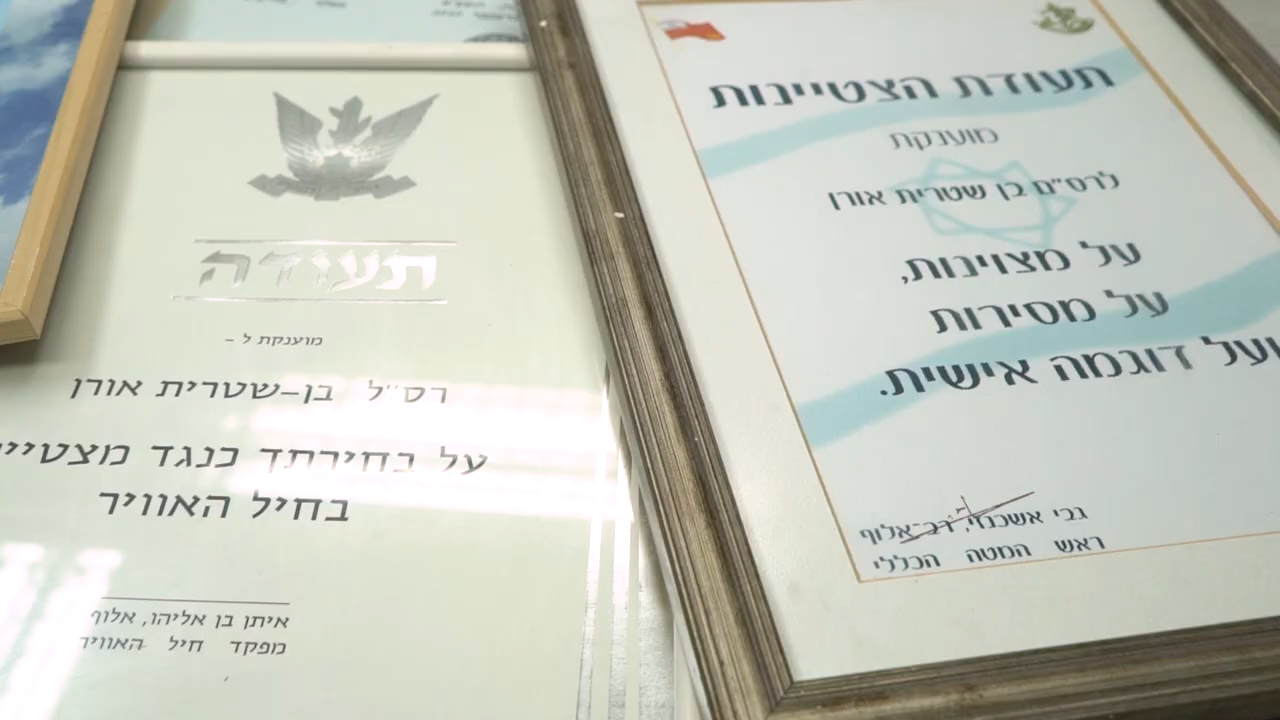 תעודת הצטיינות
מוענקת
לרס"ם בן שטרית אורן
על מצוינות,
על מסירות
ועל דוגמה אישית.
גבי אשכנזי, רב־אלוף
ראש המטה הכללי
תעודה
מוענקת ל –
רס"ל בן-שטרית אורן
על בחירתך כנגד
בחיל האוויר
איתן בן אליהו, אלוף
מפקד חיל האוויר